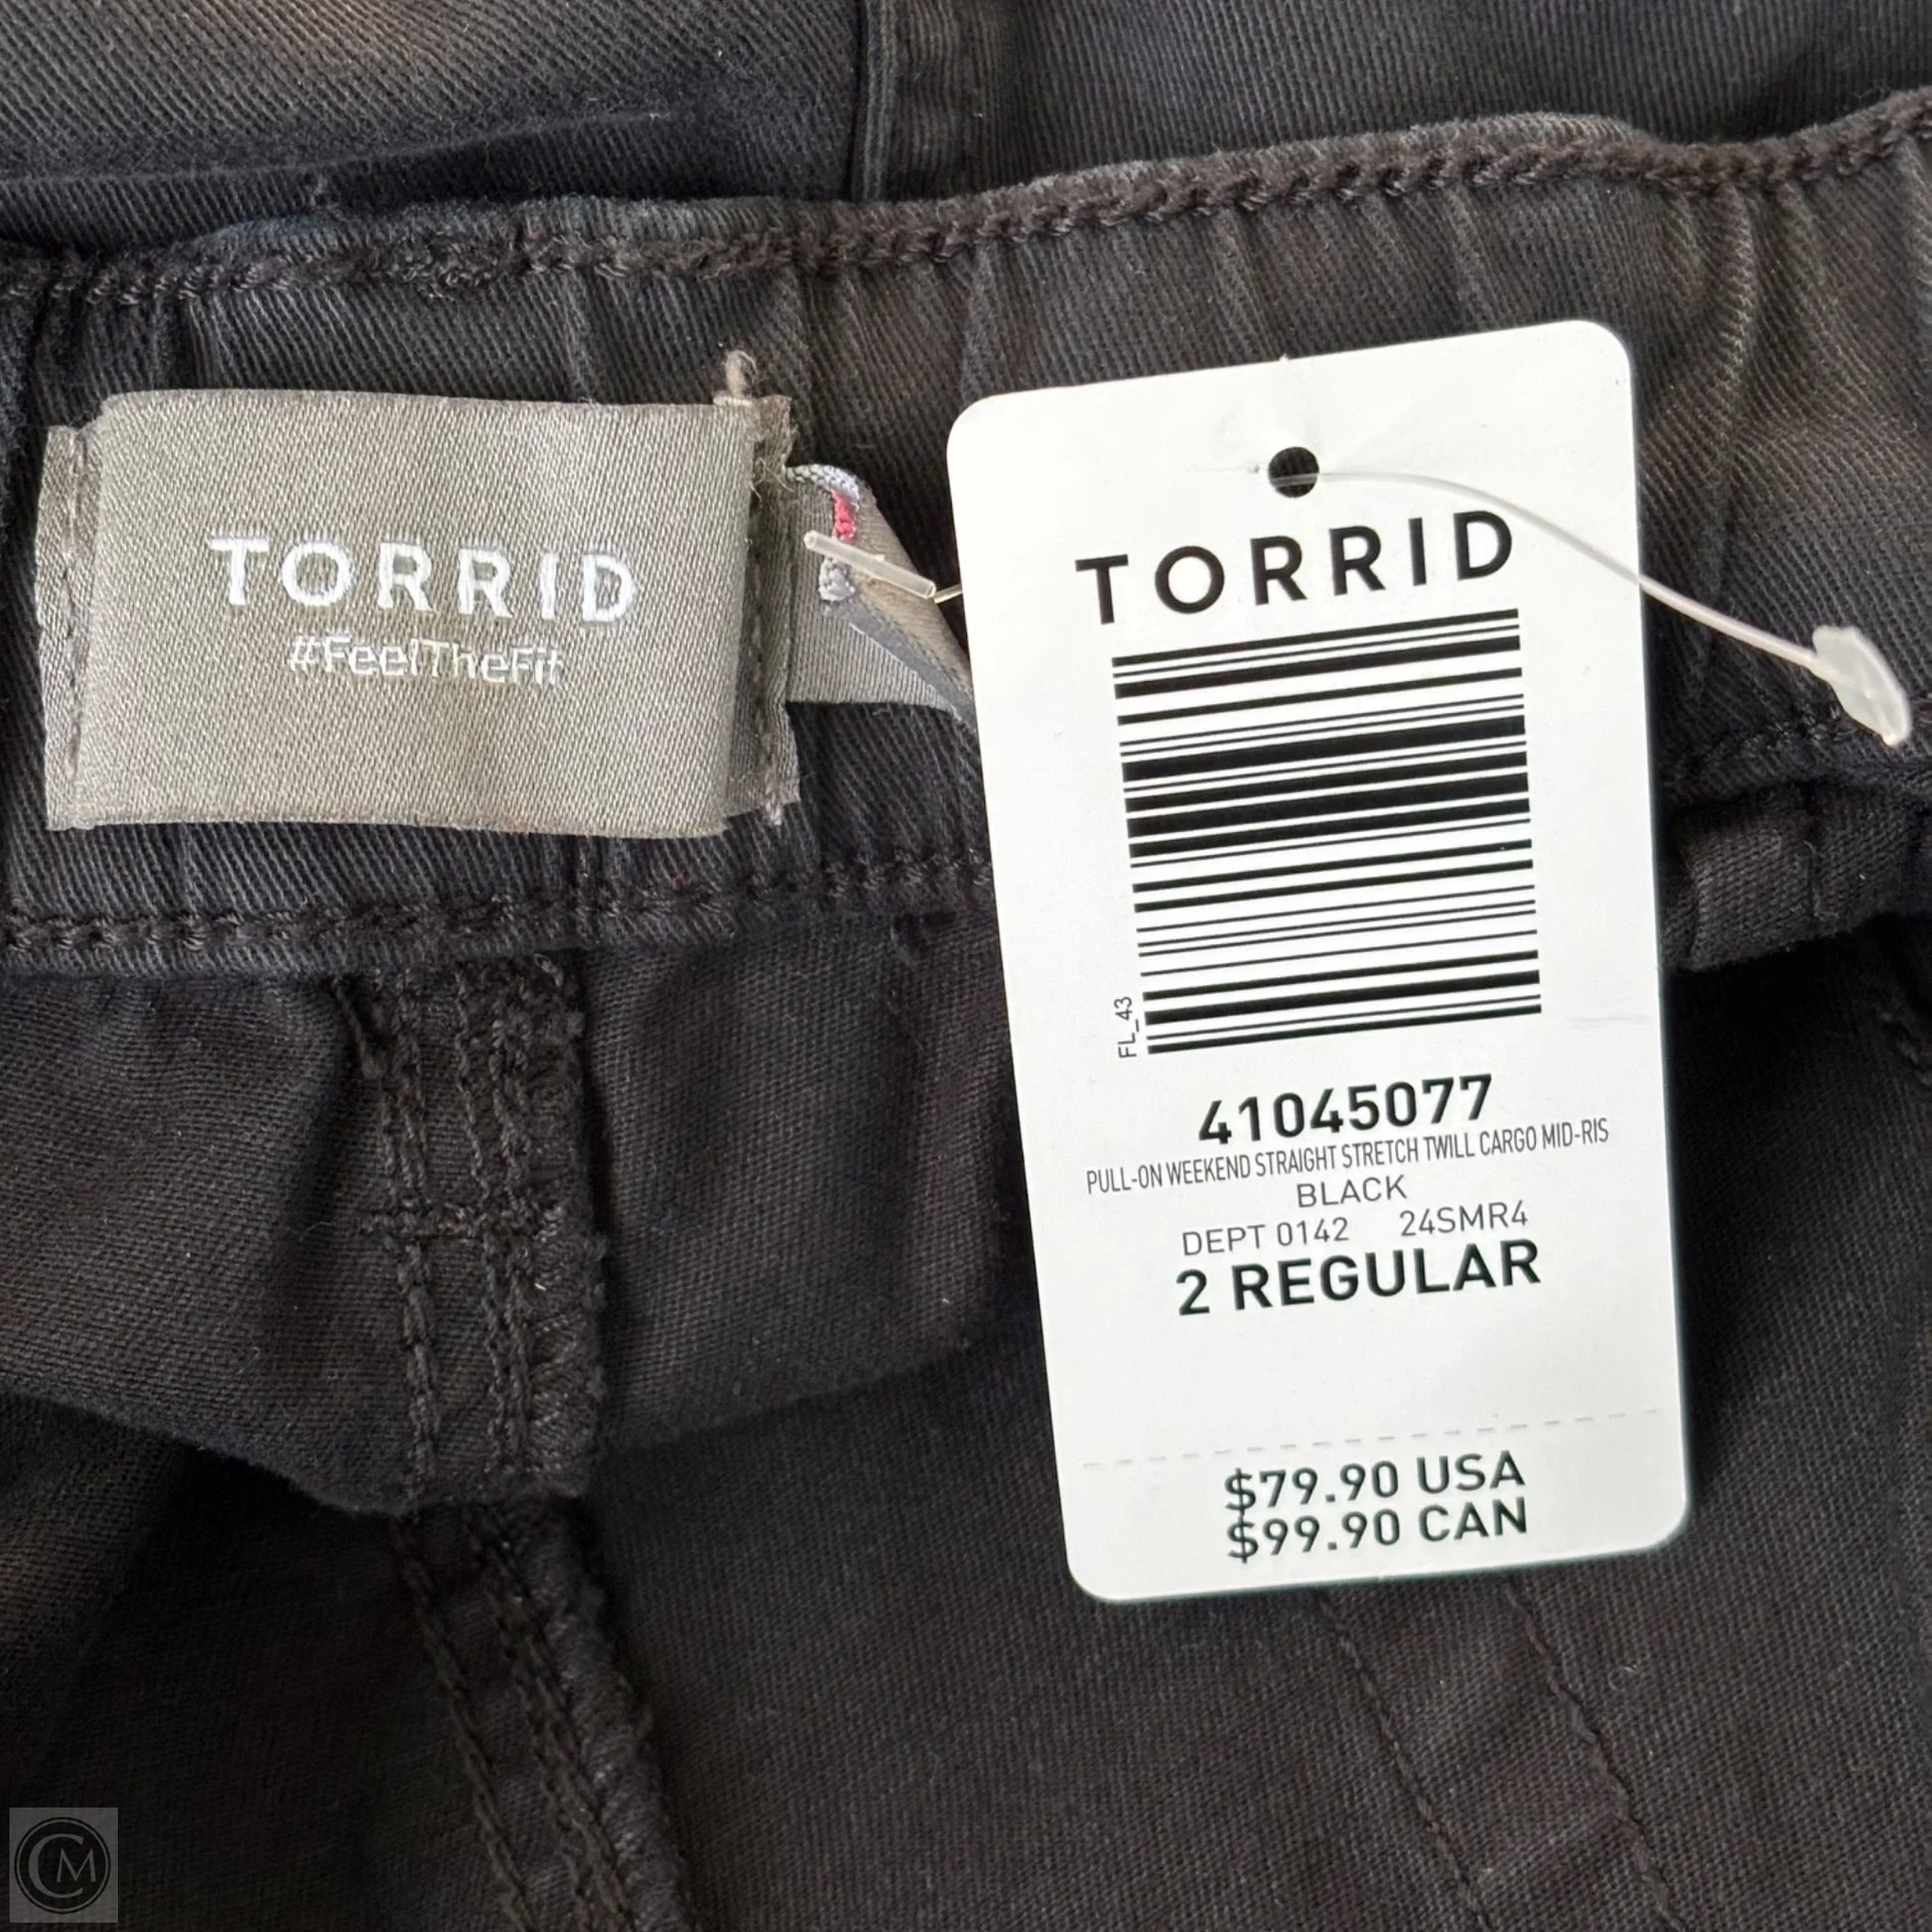 TORRID
#FeelTheFit
TORRID
FL_43
41045077
PULL-ON WEEKEND STRAIGHT STRETCH TWILL CARGO MID-RIS
BLACK
DEPT 0142 24SMR4
2 REGULAR
$79.90 USA
$99.90 CAN
CM